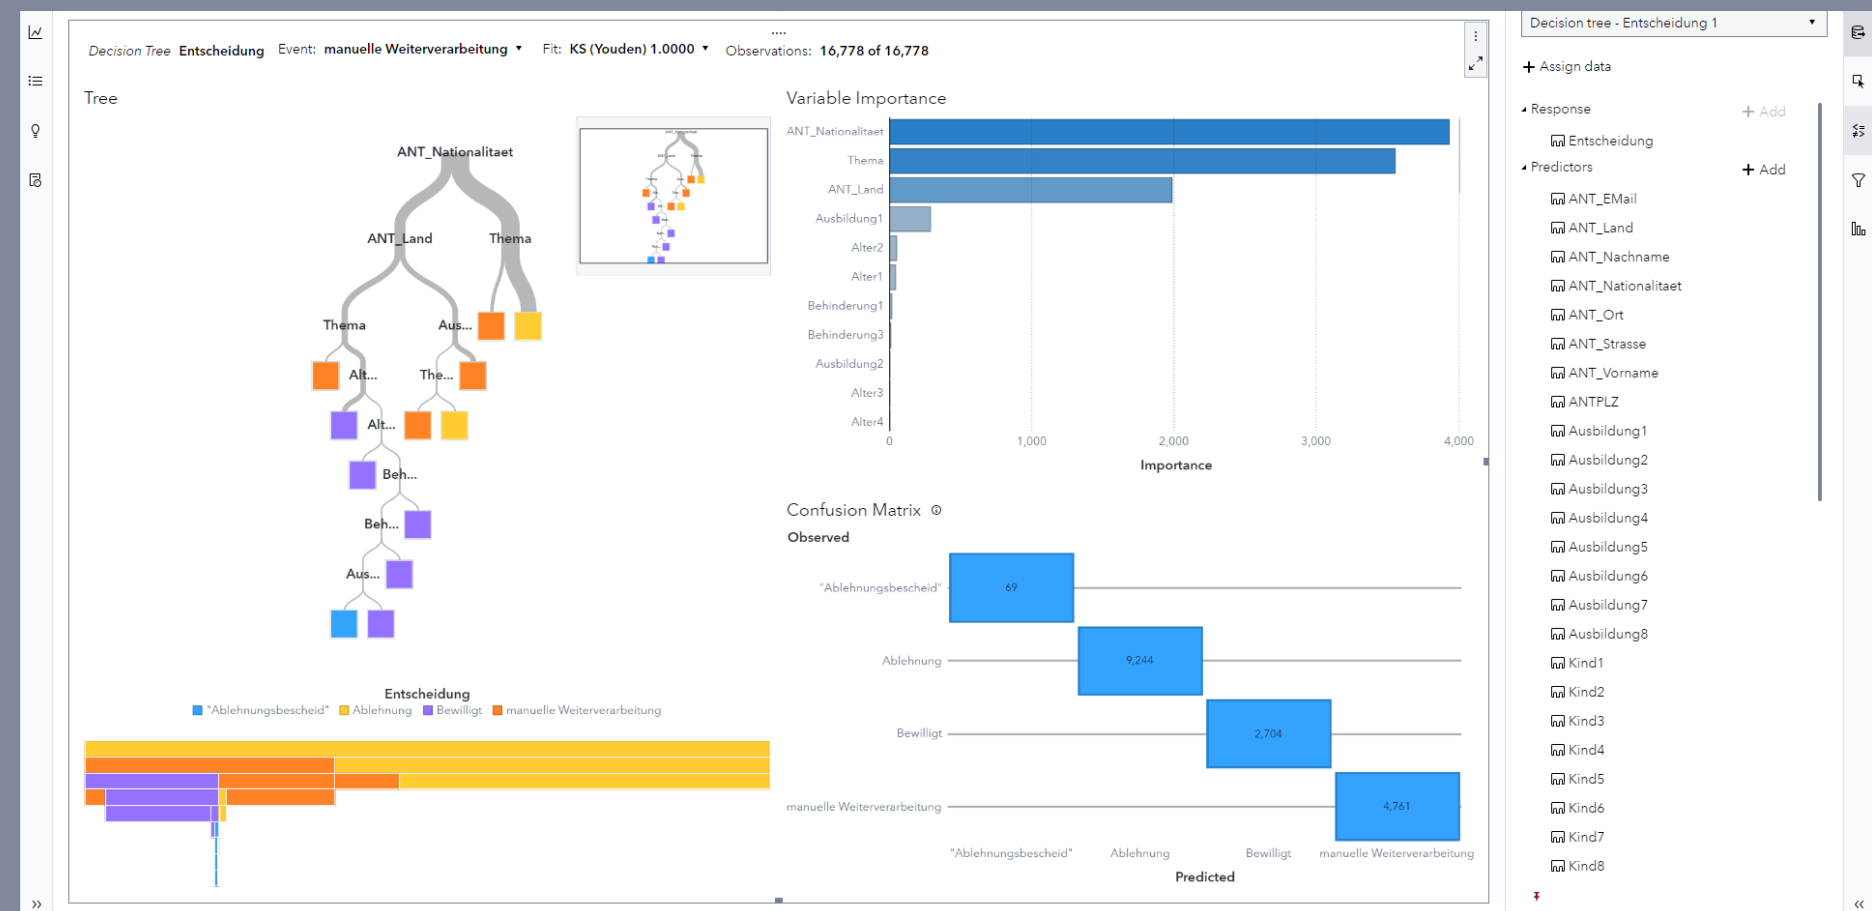 Decision Tree Entscheidung Event: manuelle Weiterverarbeitung Fit: KS (Youden) 1.0000 Observations: 16,778 of 16,778
Tree
ANT_Nationalitaet
ANT_Land Thema
Thema Aus...
Alt... The...
Alt...
Beh...
Beh...
Aus...
Entscheidung
"Ablehnungsbescheid" Ablehnung Bewilligt manuelle Weiterverarbeitung
Variable Importance
ANT_Nationalitaet
Thema
ANT_Land
Ausbildung1
Alter2
Alter1
Behinderung1
Behinderung3
Ausbildung2
Alter3
Alter4
0 1,000 2,000 3,000 4,000
Importance
Confusion Matrix
Observed
"Ablehnungsbescheid" 69
Ablehnung 9,244
Bewilligt 2,704
manuelle Weiterverarbeitung 4,761
"Ablehnungsbescheid" Ablehnung Bewilligt manuelle Weiterverarbeitung
Predicted
Decision tree - Entscheidung 1
+ Assign data
Response + Add
Entscheidung
Predictors + Add
ANT_EMail
ANT_Land
ANT_Nachname
ANT_Nationalitaet
ANT_Ort
ANT_Strasse
ANT_Vorname
ANTPLZ
Ausbildung1
Ausbildung2
Ausbildung3
Ausbildung4
Ausbildung5
Ausbildung6
Ausbildung7
Ausbildung8
Kind1
Kind2
Kind3
Kind4
Kind5
Kind6
Kind7
Kind8